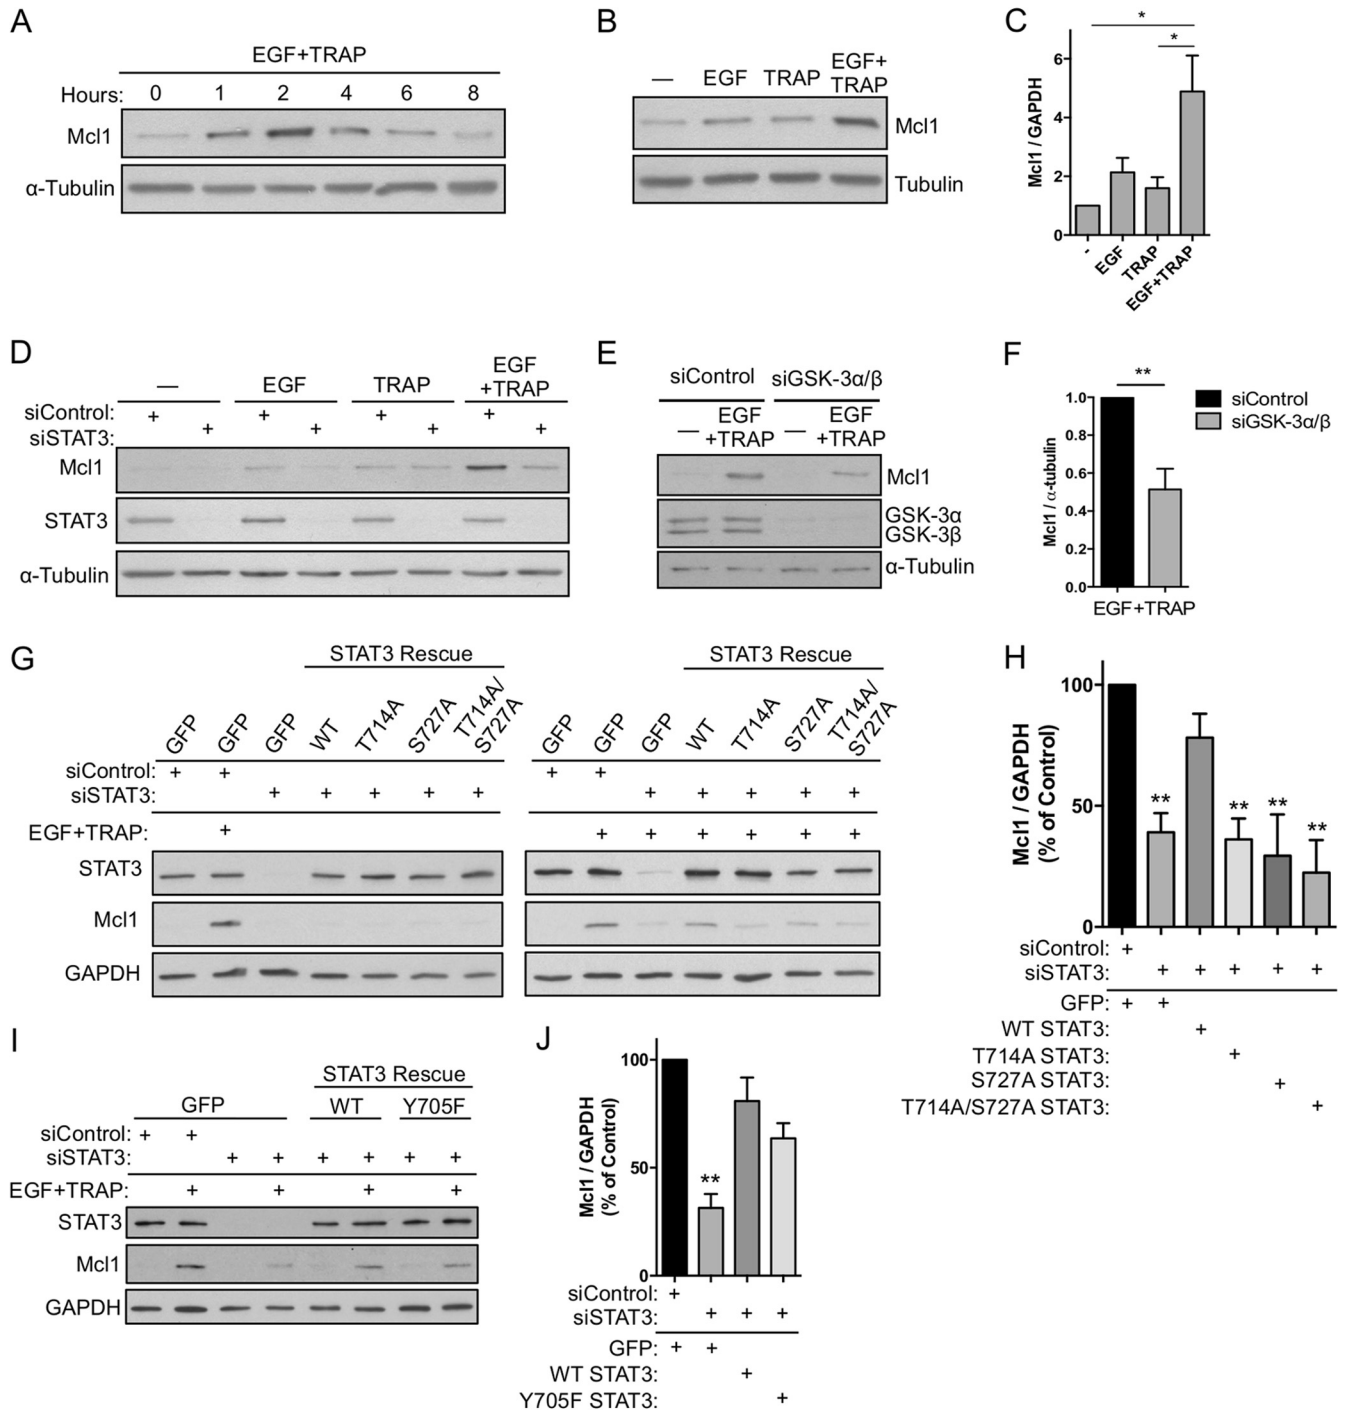 A
EGF+TRAP
Hours: 0 1 2 4 6 8
Mcl1
α-Tubulin
B
— EGF TRAP EGF+
TRAP
Mcl1
Tubulin
C
*
*
Mcl1 / GAPDH
6
4
2
0
- EGF TRAP EGF+TRAP
D
— EGF TRAP EGF
+TRAP
siControl: + + + +
siSTAT3: + + + +
Mcl1
STAT3
α-Tubulin
E
siControl siGSK-3α/β
— EGF
+TRAP — EGF
+TRAP
Mcl1
GSK-3α
GSK-3β
α-Tubulin
F
**
Mcl1 / α-tubulin
1.0
0.8
0.6
0.4
0.2
0.0
EGF+TRAP
siControl
siGSK-3α/β
G
STAT3 Rescue
GFP GFP GFP WT T714A S727A T714A/
S727A
siControl: + +
siSTAT3: + + + + +
EGF+TRAP: +
STAT3
Mcl1
GAPDH
STAT3 Rescue
GFP GFP GFP WT T714A S727A T714A/
S727A
+ +
+ + + + +
+ + + + + +
H
Mcl1 / GAPDH
(% of Control)
100
50
0
** ** ** **
siControl: +
siSTAT3: + + + + +
GFP: + +
WT STAT3: +
T714A STAT3: +
S727A STAT3: +
T714A/S727A STAT3: +
I
STAT3 Rescue
GFP WT Y705F
siControl: + +
siSTAT3: + + + + + +
EGF+TRAP: + + + +
STAT3
Mcl1
GAPDH
J
Mcl1 / GAPDH
(% of Control)
100
50
0
**
siControl: +
siSTAT3: + + +
GFP: + +
WT STAT3: +
Y705F STAT3: +